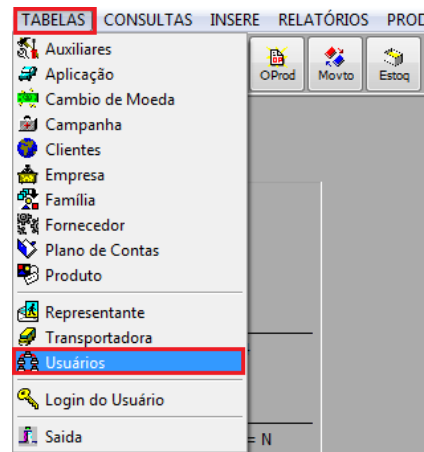 TABELAS CONSULTAS INSERE RELATÓRIOS PROD
OProd Movto Estoq
Auxiliares
Aplicação
Cambio de Moeda
Campanha
Clientes
Empresa
Família
Fornecedor
Plano de Contas
Produto
Representante
Transportadora
Usuários
Login do Usuário
Saida
= N